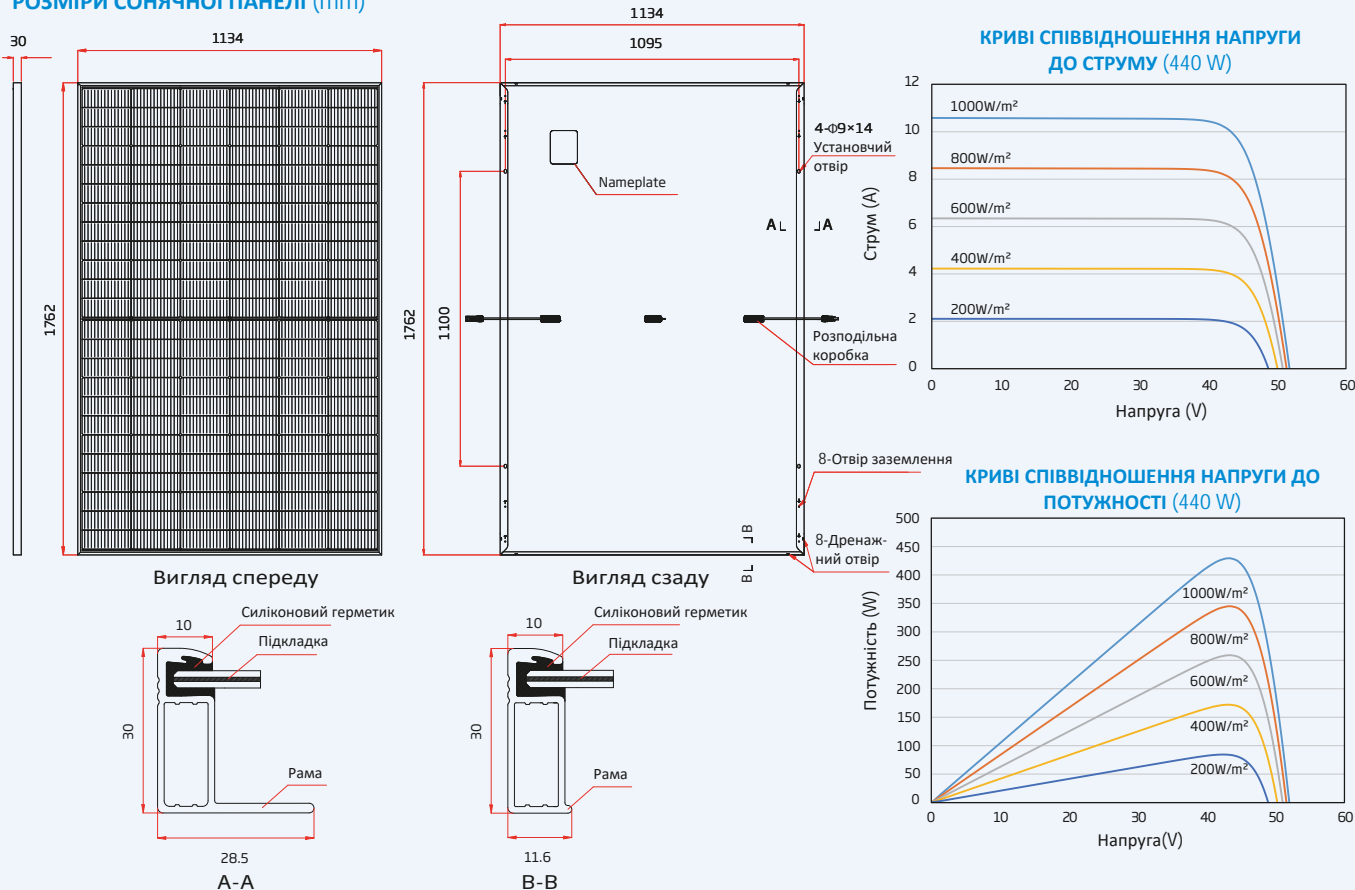 РОЗМІРИ СОНЯЧНОЇ ПАНЕЛІ (mm)
30
1134
1762
Вигляд спереду
1134
1095
1762
1100
Nameplate
4-Ф9×14
Установчий
отвір
A
A
Розподільна
коробка
8-Отвір заземлення
8-Дренаж-
ний отвір
B
B
Вигляд сзаду
10
Силіконовий герметик
Підкладка
30
Рама
28.5
A-A
10
Силіконовий герметик
Підкладка
30
Рама
11.6
B-B
КРИВІ СПІВВІДНОШЕННЯ НАПРУГИ
ДО СТРУМУ (440 W)
Струм (A)
12
10
8
6
4
2
0
1000W/m²
800W/m²
600W/m²
400W/m²
200W/m²
0 10 20 30 40 50 60
Напруга (V)
КРИВІ СПІВВІДНОШЕННЯ НАПРУГИ ДО
ПОТУЖНОСТІ (440 W)
Потужність (W)
500
450
400
350
300
250
200
150
100
50
0
1000W/m²
800W/m²
600W/m²
400W/m²
200W/m²
0 10 20 30 40 50 60
Напруга(V)